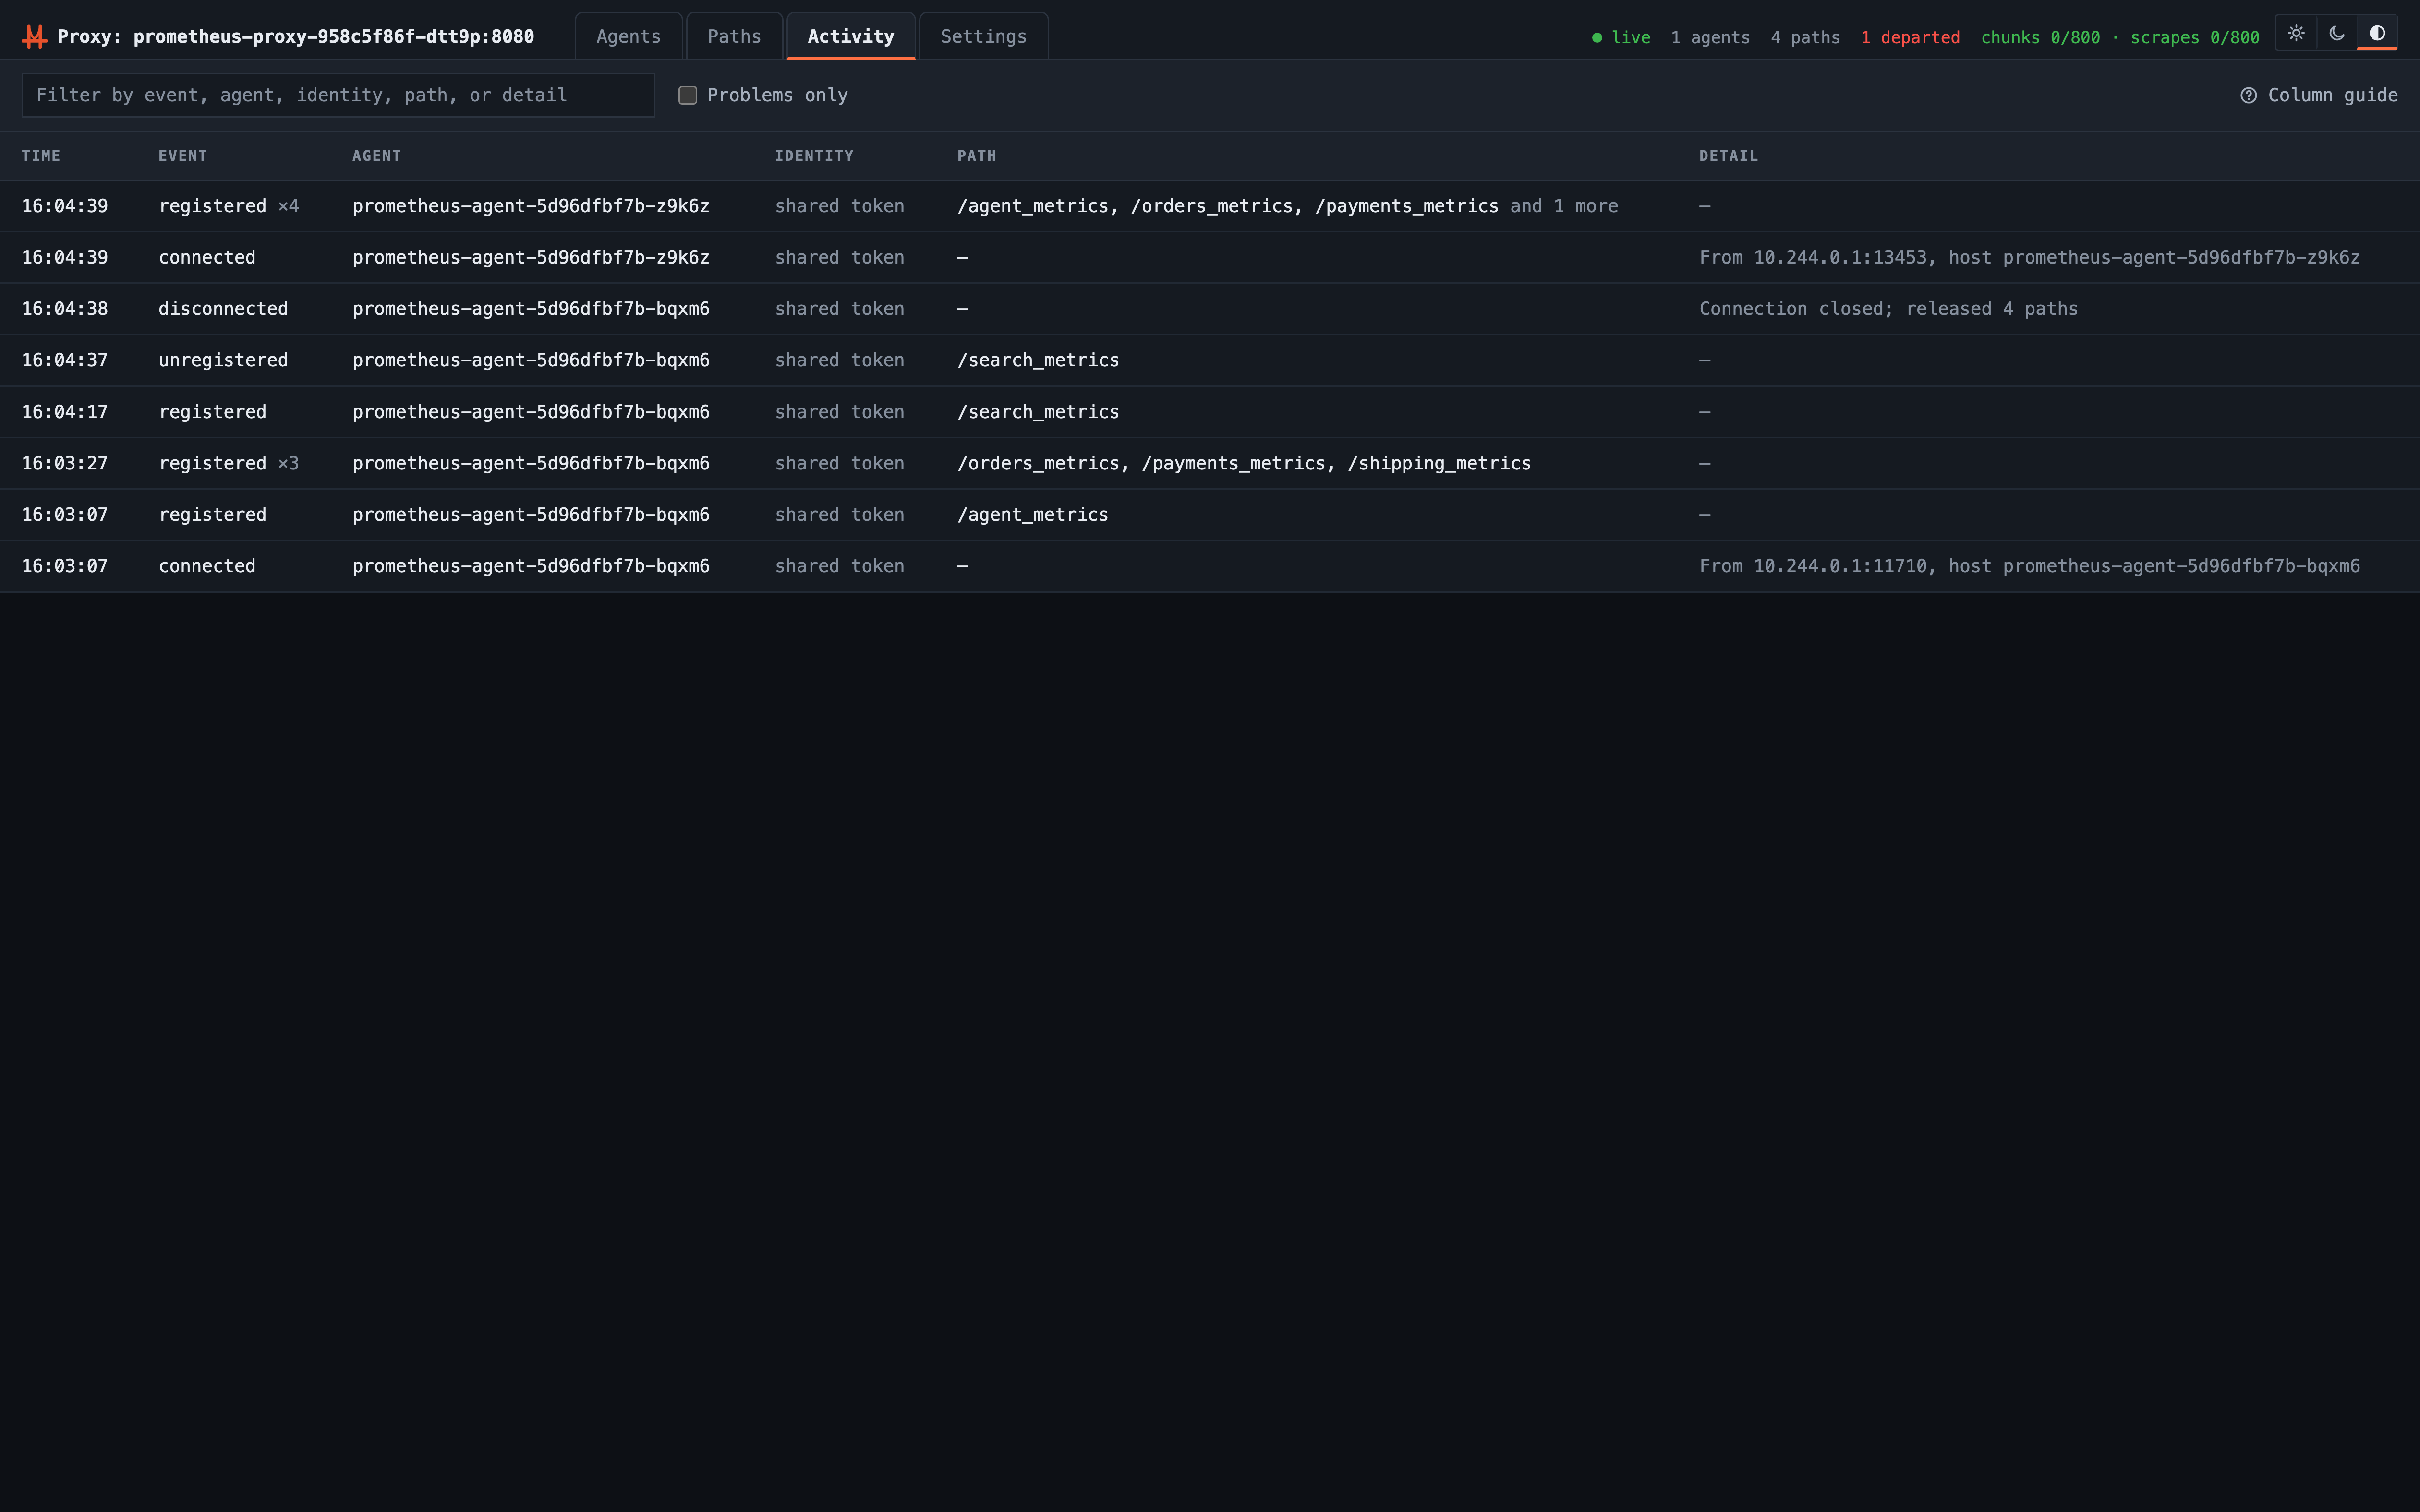 Proxy: prometheus-proxy-958c5f86f-dtt9p:8080 Agents Paths Activity Settings live 1 agents 4 paths 1 departed chunks 0/800 · scrapes 0/800
Filter by event, agent, identity, path, or detail Problems only Column guide
TIME EVENT AGENT IDENTITY PATH DETAIL
16:04:39 registered ×4 prometheus-agent-5d96dfbf7b-z9k6z shared token /agent_metrics, /orders_metrics, /payments_metrics and 1 more —
16:04:39 connected prometheus-agent-5d96dfbf7b-z9k6z shared token — From 10.244.0.1:13453, host prometheus-agent-5d96dfbf7b-z9k6z
16:04:38 disconnected prometheus-agent-5d96dfbf7b-bqxm6 shared token — Connection closed; released 4 paths
16:04:37 unregistered prometheus-agent-5d96dfbf7b-bqxm6 shared token /search_metrics —
16:04:17 registered prometheus-agent-5d96dfbf7b-bqxm6 shared token /search_metrics —
16:03:27 registered ×3 prometheus-agent-5d96dfbf7b-bqxm6 shared token /orders_metrics, /payments_metrics, /shipping_metrics —
16:03:07 registered prometheus-agent-5d96dfbf7b-bqxm6 shared token /agent_metrics —
16:03:07 connected prometheus-agent-5d96dfbf7b-bqxm6 shared token — From 10.244.0.1:11710, host prometheus-agent-5d96dfbf7b-bqxm6